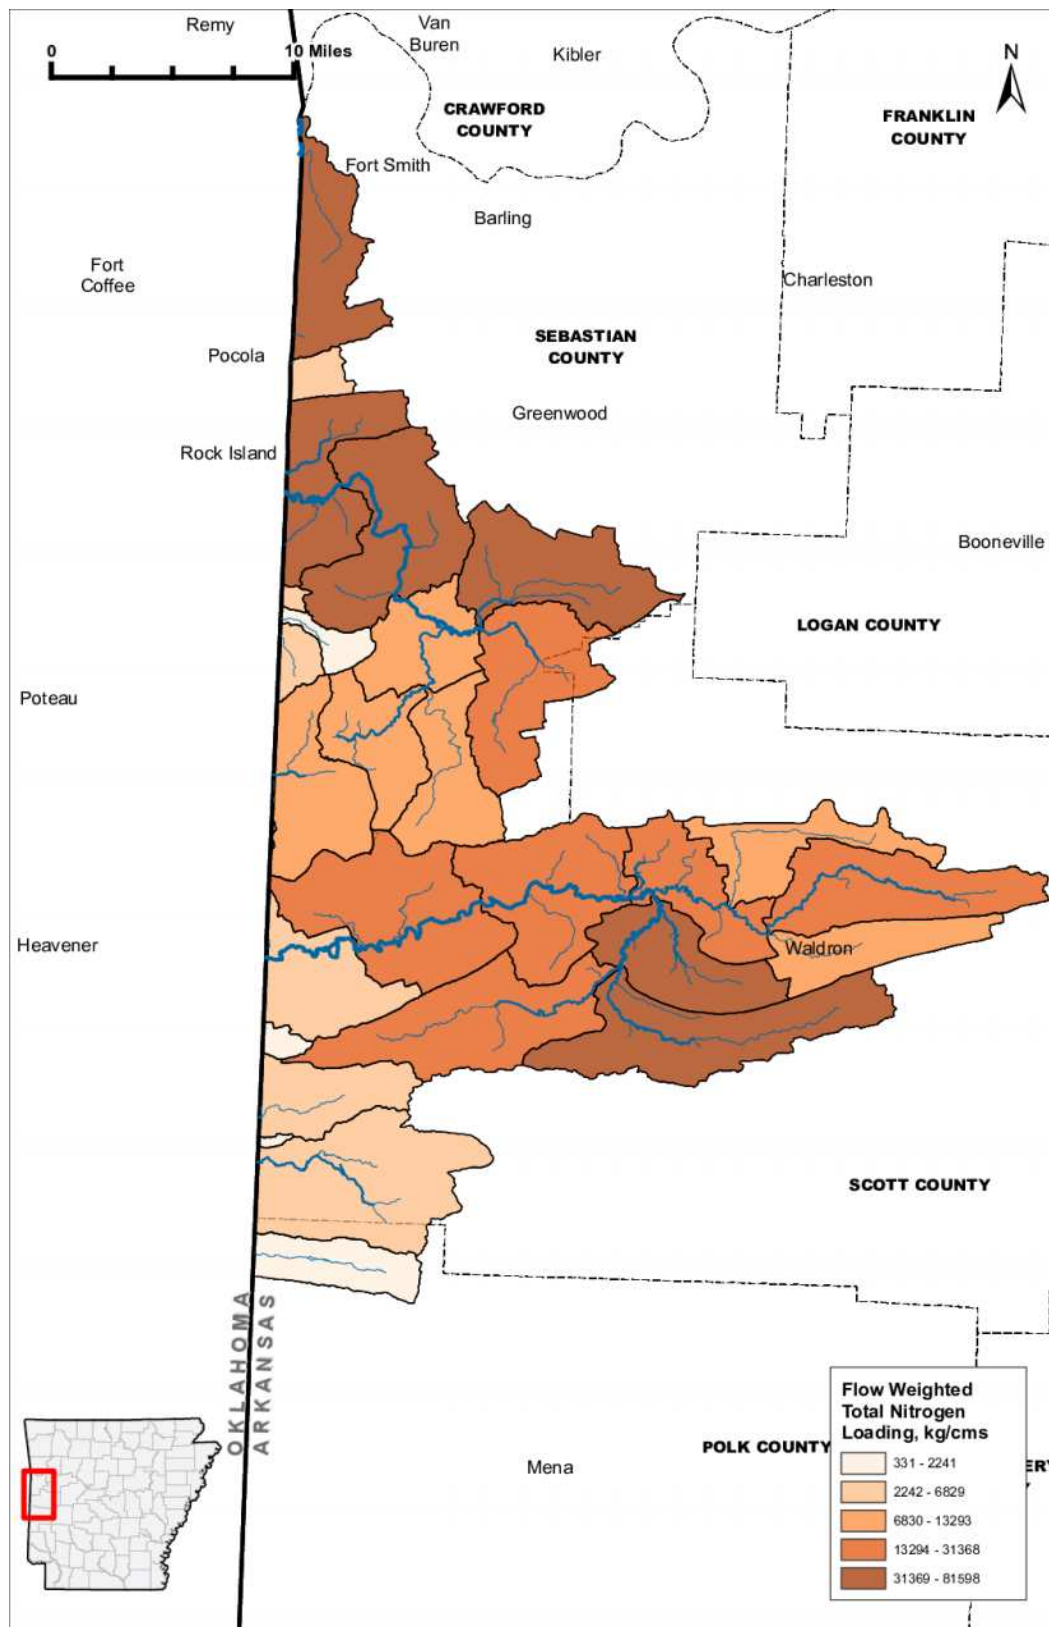 Remy
Van
Buren
Kibler
0
10 Miles
N
CRAWFORD
COUNTY
FRANKLIN
COUNTY
Fort Smith
Barling
Fort
Coffee
Charleston
Pocola
SEBASTIAN
COUNTY
Greenwood
Rock Island
Booneville
LOGAN COUNTY
Poteau
Heavener
Waldron
SCOTT COUNTY
OKLAHOMA
ARKANSAS
Mena
POLK COUNTY
Flow Weighted
Total Nitrogen
Loading, kg/cms
331 - 2241
2242 - 6829
6830 - 13293
13294 - 31368
31369 - 81598